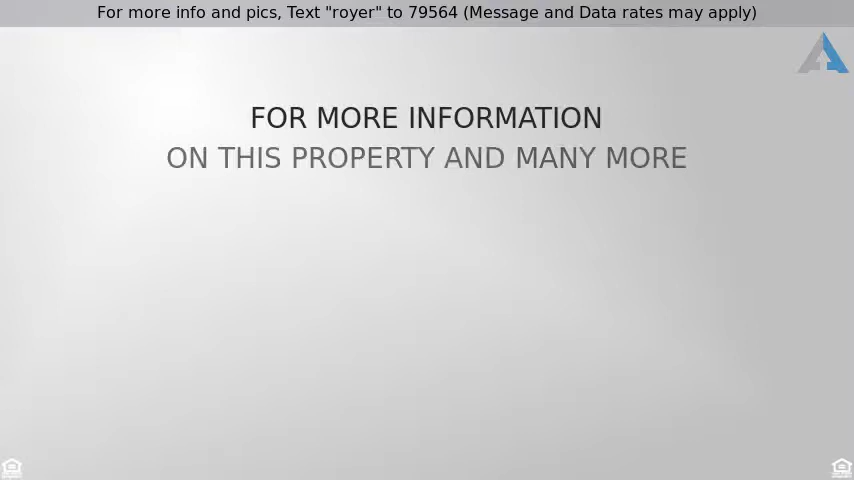 For more info and pics, Text "royer" to 79564 (Message and Data rates may apply)
FOR MORE INFORMATION
ON THIS PROPERTY AND MANY MORE